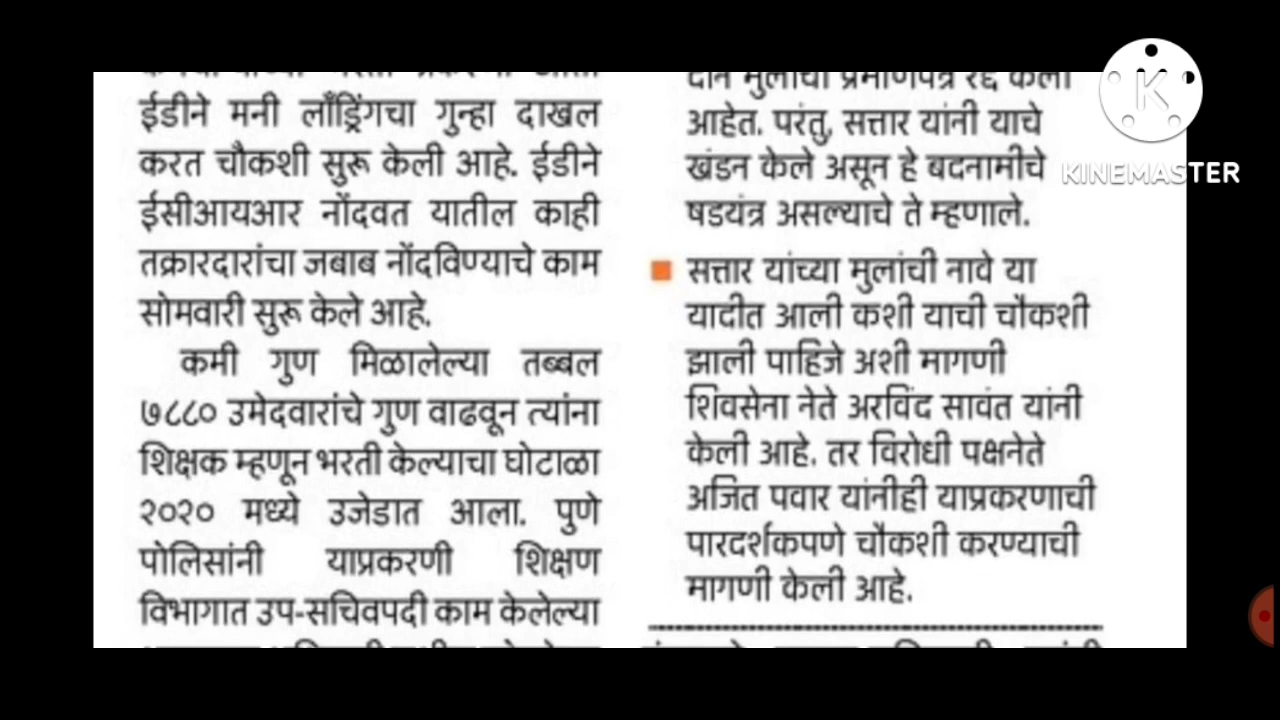 ईडीने मनी लाँड्रिंगचा गुन्हा दाखल
करत चौकशी सुरू केली आहे. ईडीने
ईसीआयआर नोंदवत यातील काही
तक्रारदारांचा जबाब नोंदविण्याचे काम
सोमवारी सुरू केले आहे.
कमी गुण मिळालेल्या तब्बल
७८८० उमेदवारांचे गुण वाढवून त्यांना
शिक्षक म्हणून भरती केल्याचा घोटाळा
२०२० मध्ये उजेडात आला. पुणे
पोलिसांनी याप्रकरणी शिक्षण
विभागात उप-सचिवपदी काम केलेल्या
दोन मुलांची प्रमाणपत्र रद्द केली
आहेत. परंतु, सत्तार यांनी याचे
खंडन केले असून हे बदनामीचे
षडयंत्र असल्याचे ते म्हणाले.
सत्तार यांच्या मुलांची नावे या
यादीत आली कशी याची चौकशी
झाली पाहिजे अशी मागणी
शिवसेना नेते अरविंद सावंत यांनी
केली आहे. तर विरोधी पक्षनेते
अजित पवार यांनीही याप्रकरणाची
पारदर्शकपणे चौकशी करण्याची
मागणी केली आहे.
K
KINEMASTER